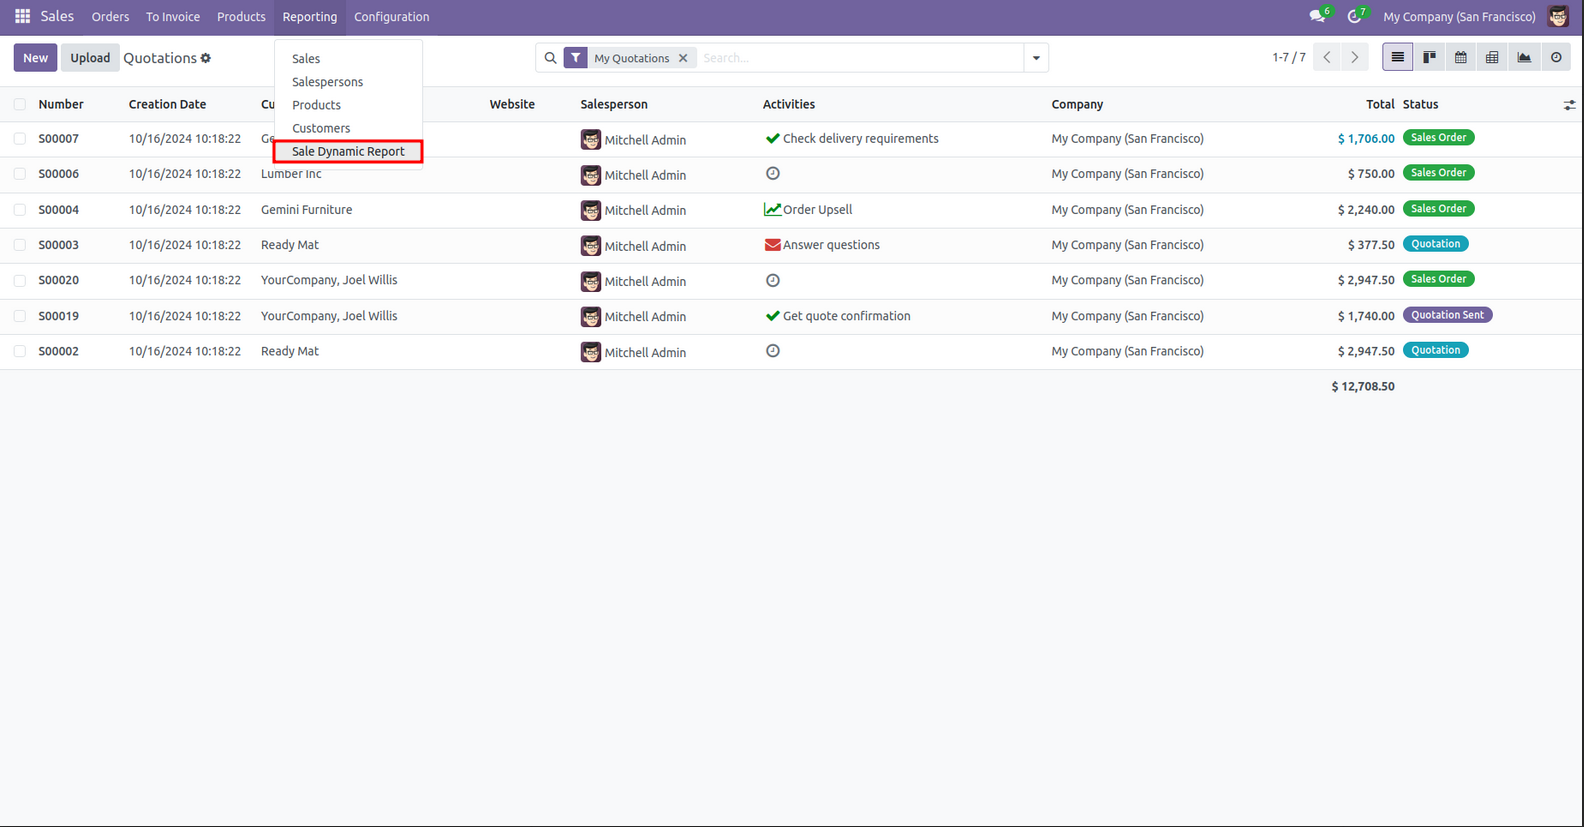 Sales Orders To Invoice Products Reporting Configuration 6 7 My Company (San Francisco)
New Upload Quotations My Quotations Search... 1-7 / 7
Sales
Salespersons
Products
Customers
Sale Dynamic Report
Number Creation Date Cu Website Salesperson Activities Company Total Status
S00007 10/16/2024 10:18:22 Ge Mitchell Admin Check delivery requirements My Company (San Francisco) $ 1,706.00 Sales Order
S00006 10/16/2024 10:18:22 Lumber Inc Mitchell Admin My Company (San Francisco) $ 750.00 Sales Order
S00004 10/16/2024 10:18:22 Gemini Furniture Mitchell Admin Order Upsell My Company (San Francisco) $ 2,240.00 Sales Order
S00003 10/16/2024 10:18:22 Ready Mat Mitchell Admin Answer questions My Company (San Francisco) $ 377.50 Quotation
S00020 10/16/2024 10:18:22 YourCompany, Joel Willis Mitchell Admin My Company (San Francisco) $ 2,947.50 Sales Order
S00019 10/16/2024 10:18:22 YourCompany, Joel Willis Mitchell Admin Get quote confirmation My Company (San Francisco) $ 1,740.00 Quotation Sent
S00002 10/16/2024 10:18:22 Ready Mat Mitchell Admin My Company (San Francisco) $ 2,947.50 Quotation
$ 12,708.50